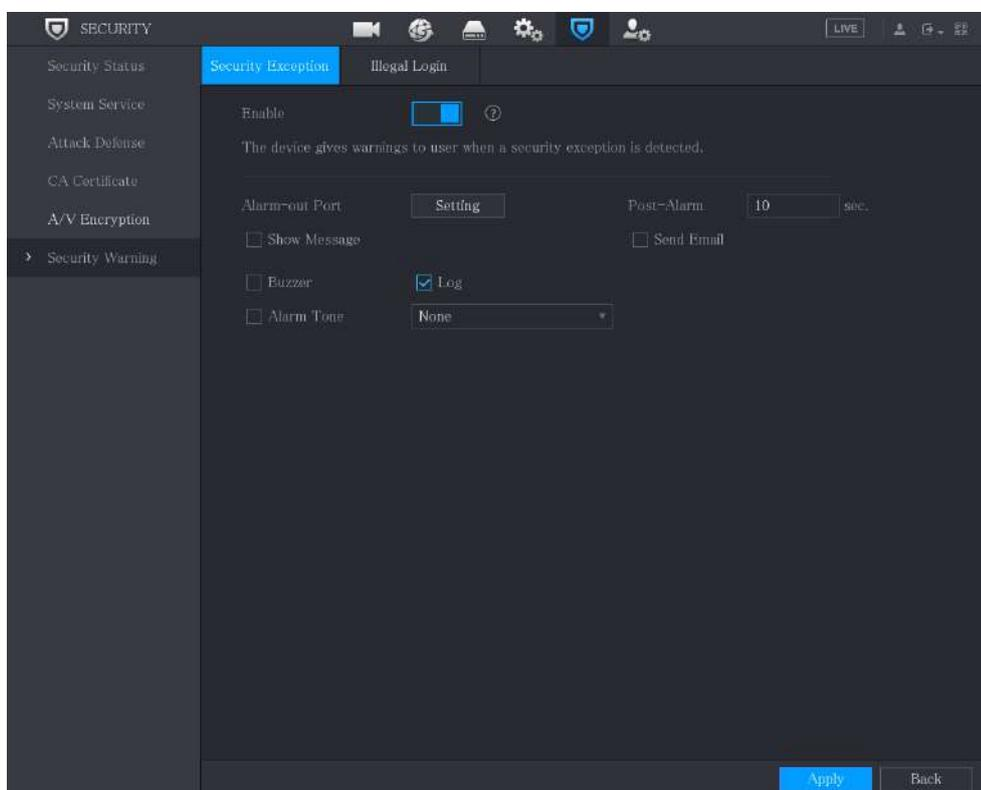 SECURITY
LIVE
Security Status
System Service
Attack Defense
CA Certificate
A/V Encryption
> Security Warning
Security Exception
Illegal Login
Enable
?
The device gives warnings to user when a security exception is detected.
Alarm-out Port
Setting
Post-Alarm
10
sec.
Show Message
Send Email
Buzzer
Log
Alarm Tone
None
Apply
Back